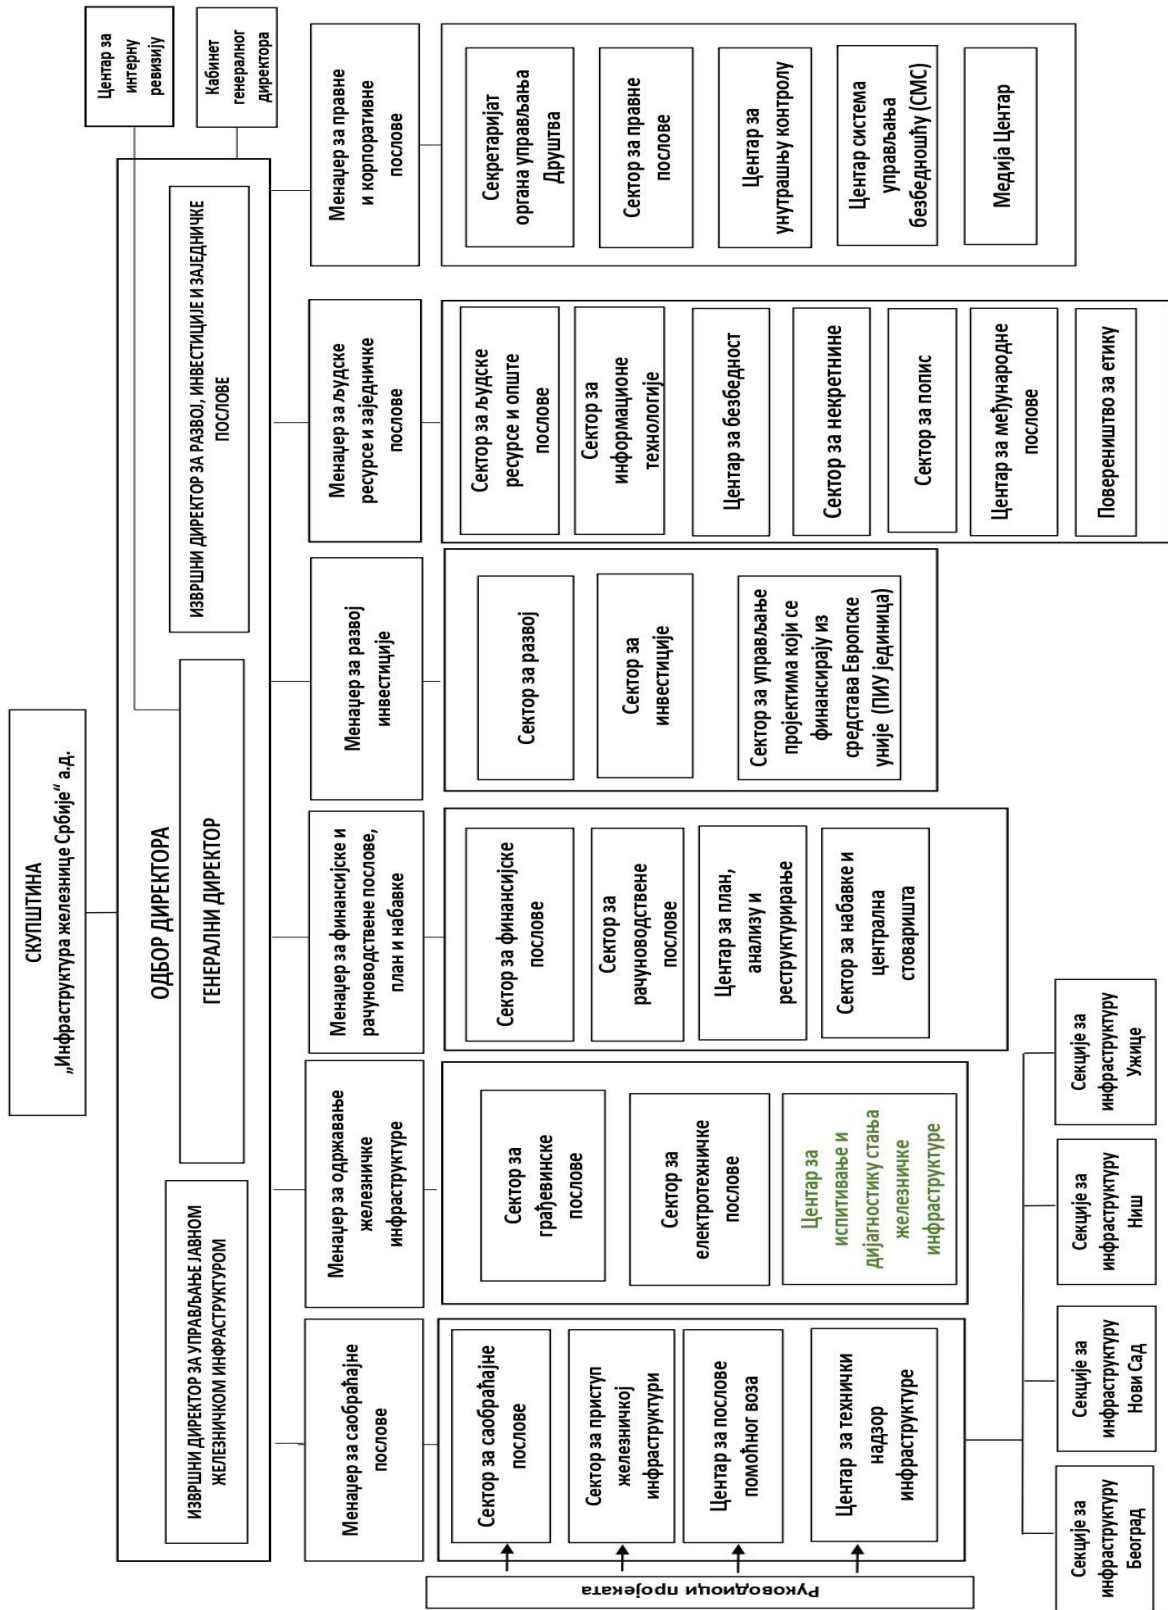 СКУПШТИНА
„Инфраструктура железнице Србије“ а.д.
Центар за
интерну
ревизију
Кабинет
генералног
директора
ОДБОР ДИРЕКТОРА
ИЗВРШНИ ДИРЕКТОР ЗА УПРАВЉАЊЕ ЈАВНОМ
ЖЕЛЕЗНИЧКОМ ИНФРАСТРУКТУРОМ
ГЕНЕРАЛНИ ДИРЕКТОР
ИЗВРШНИ ДИРЕКТОР ЗА РАЗВОЈ, ИНВЕСТИЦИЈЕ И ЗАЈЕДНИЧКЕ
ПОСЛОВЕ
Менаџер за саобраћајне
послове
Менаџер за одржавање
железничке
инфраструктуре
Менаџер за финансијске и
рачуноводствене послове,
план и набавке
Менаџер за развој
инвестиције
Менаџер за људске
ресурсе и заједничке
послове
Менаџер за правне
и корпоративне
послове
Руководиоци пројеката
Сектор за саобраћајне
послове
Сектор за приступ
железничкој
инфраструктури
Центар за послове
помоћног воза
Центар за технички
надзор
инфраструктуре
Сектор за
грађевинске
послове
Сектор за
електротехничке
послове
Центар за
испитивање и
дијагностику стања
железничке
инфраструктуре
Сектор за финансијске
послове
Сектор за
рачуноводствене
послове
Центар за план,
анализу и
реструктурирање
Сектор за набавке и
централна
стоваришта
Сектор за развој
Сектор за
инвестиције
Сектор за управљање
пројектима који се
финансирају из
средстава Европске
уније (ПИУ јединица)
Сектор за људске
ресурсе и опште
послове
Сектор за
информационе
технологије
Центар за безбедност
Сектор за некретнине
Сектор за попис
Центар за међународне
послове
Повереништво за етику
Секретаријат
органа управљања
Друштва
Сектор за правне
послове
Центар за
унутрашњу контролу
Центар система
управљања
безбедношћу (СМС)
Медија Центар
Секције за
инфраструктуру
Београд
Секције за
инфраструктуру
Нови Сад
Секције за
инфраструктуру
Ниш
Секције за
инфраструктуру
Ужице